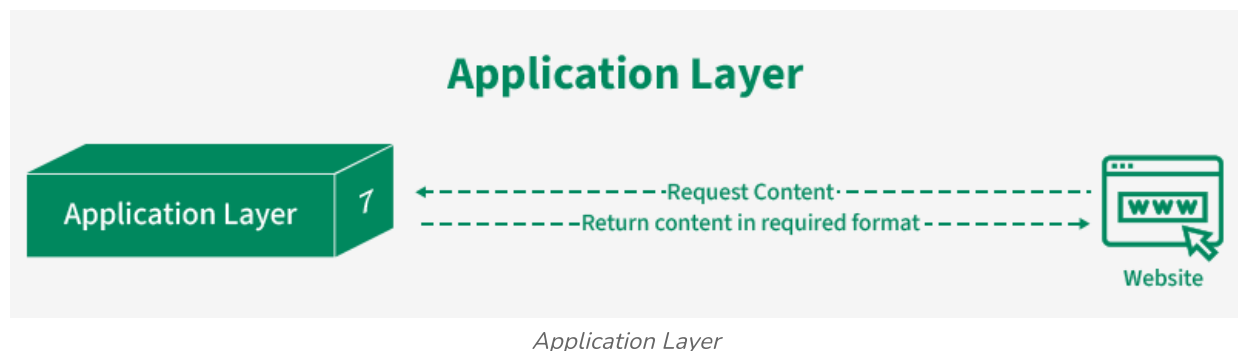 Application Layer
Application Layer
7
Request Content
Return content in required format
WWW
Website
Application Layer